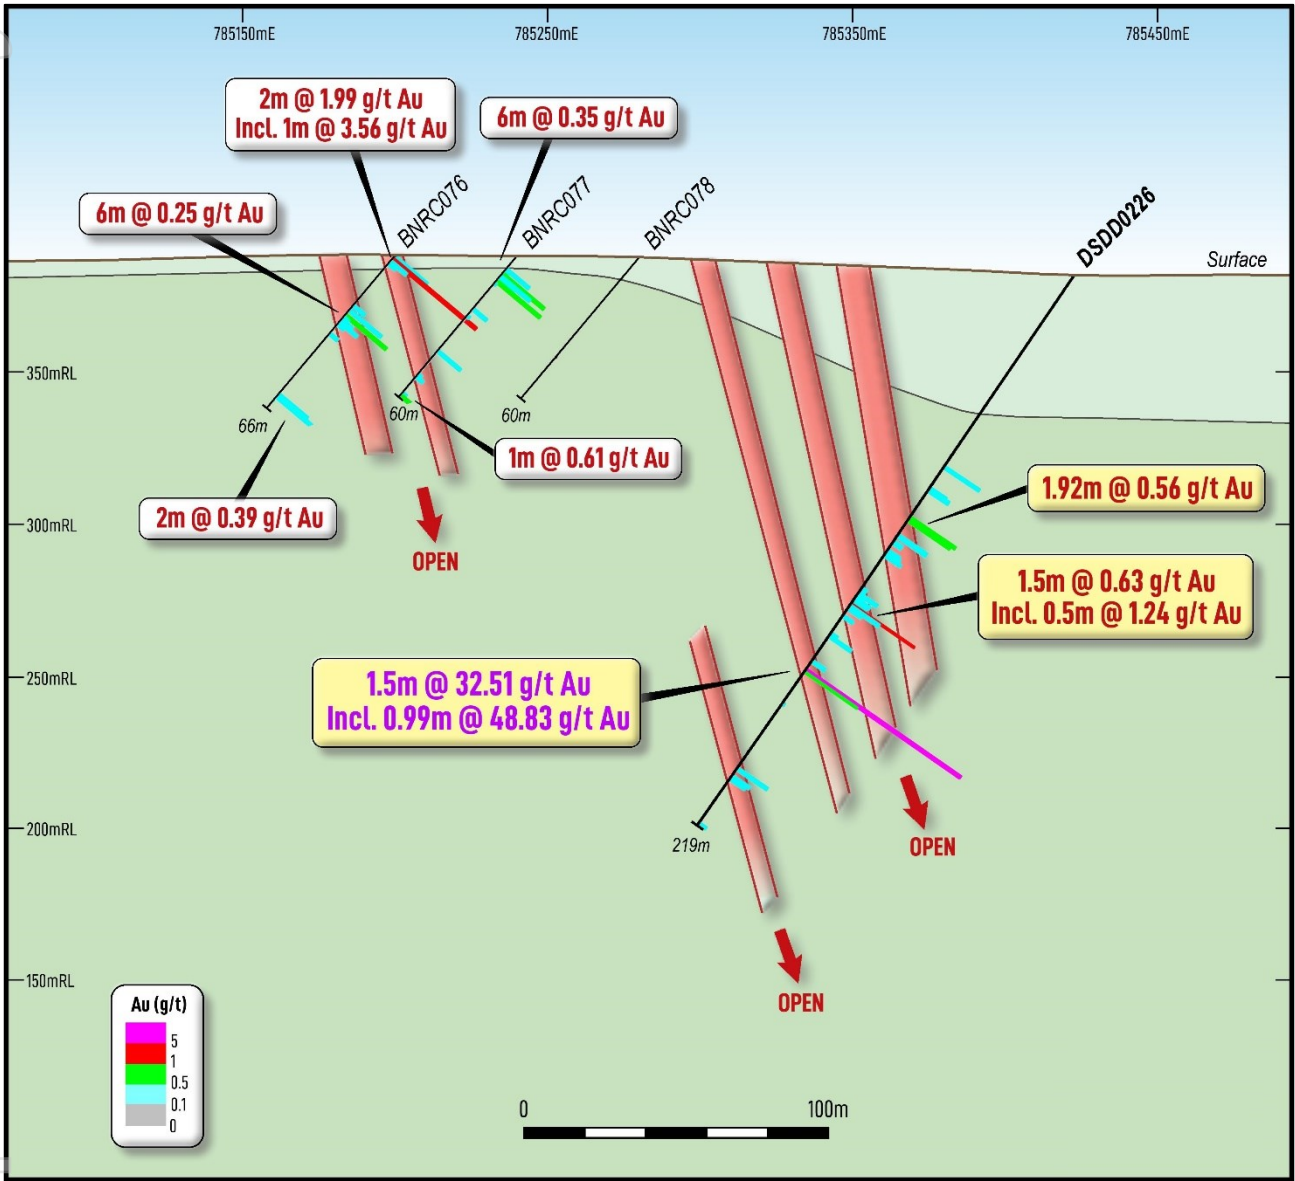 785150mE
785250mE
785350mE
785450mE
2m @ 1.99 g/t Au
Incl. 1m @ 3.56 g/t Au
6m @ 0.35 g/t Au
6m @ 0.25 g/t Au
BNRC076
BNRC077
BNRC078
DSDD0226
Surface
350mRL
66m
60m
60m
1m @ 0.61 g/t Au
2m @ 0.39 g/t Au
1.92m @ 0.56 g/t Au
300mRL
OPEN
1.5m @ 0.63 g/t Au
Incl. 0.5m @ 1.24 g/t Au
250mRL
1.5m @ 32.51 g/t Au
Incl. 0.99m @ 48.83 g/t Au
200mRL
219m
OPEN
150mRL
OPEN
Au (g/t)
5
1
0.5
0.1
0
0
100m